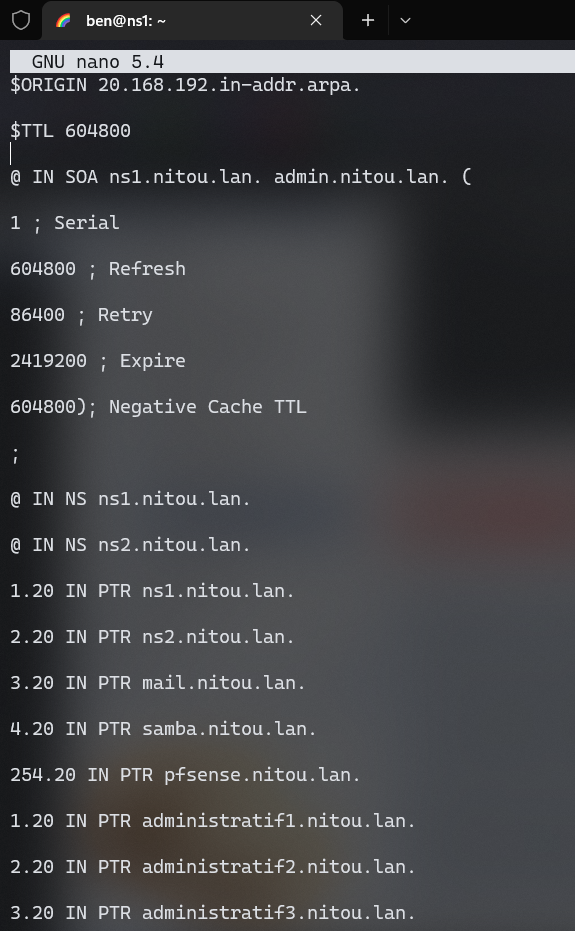 ben@ns1: ~
GNU nano 5.4
$ORIGIN 20.168.192.in-addr.arpa.
$TTL 604800
@ IN SOA ns1.nitou.lan. admin.nitou.lan. (
1 ; Serial
604800 ; Refresh
86400 ; Retry
2419200 ; Expire
604800); Negative Cache TTL
;
@ IN NS ns1.nitou.lan.
@ IN NS ns2.nitou.lan.
1.20 IN PTR ns1.nitou.lan.
2.20 IN PTR ns2.nitou.lan.
3.20 IN PTR mail.nitou.lan.
4.20 IN PTR samba.nitou.lan.
254.20 IN PTR pfsense.nitou.lan.
1.20 IN PTR administratif1.nitou.lan.
2.20 IN PTR administratif2.nitou.lan.
3.20 IN PTR administratif3.nitou.lan.